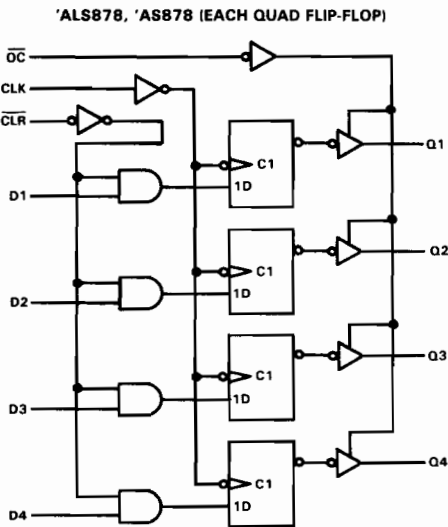 'ALS878, 'AS878 (EACH QUAD FLIP-FLOP)
OC
CLK
CLR
C1
Q1
D1
1D
C1
Q2
D2
1D
C1
Q3
D3
1D
C1
Q4
D4
1D